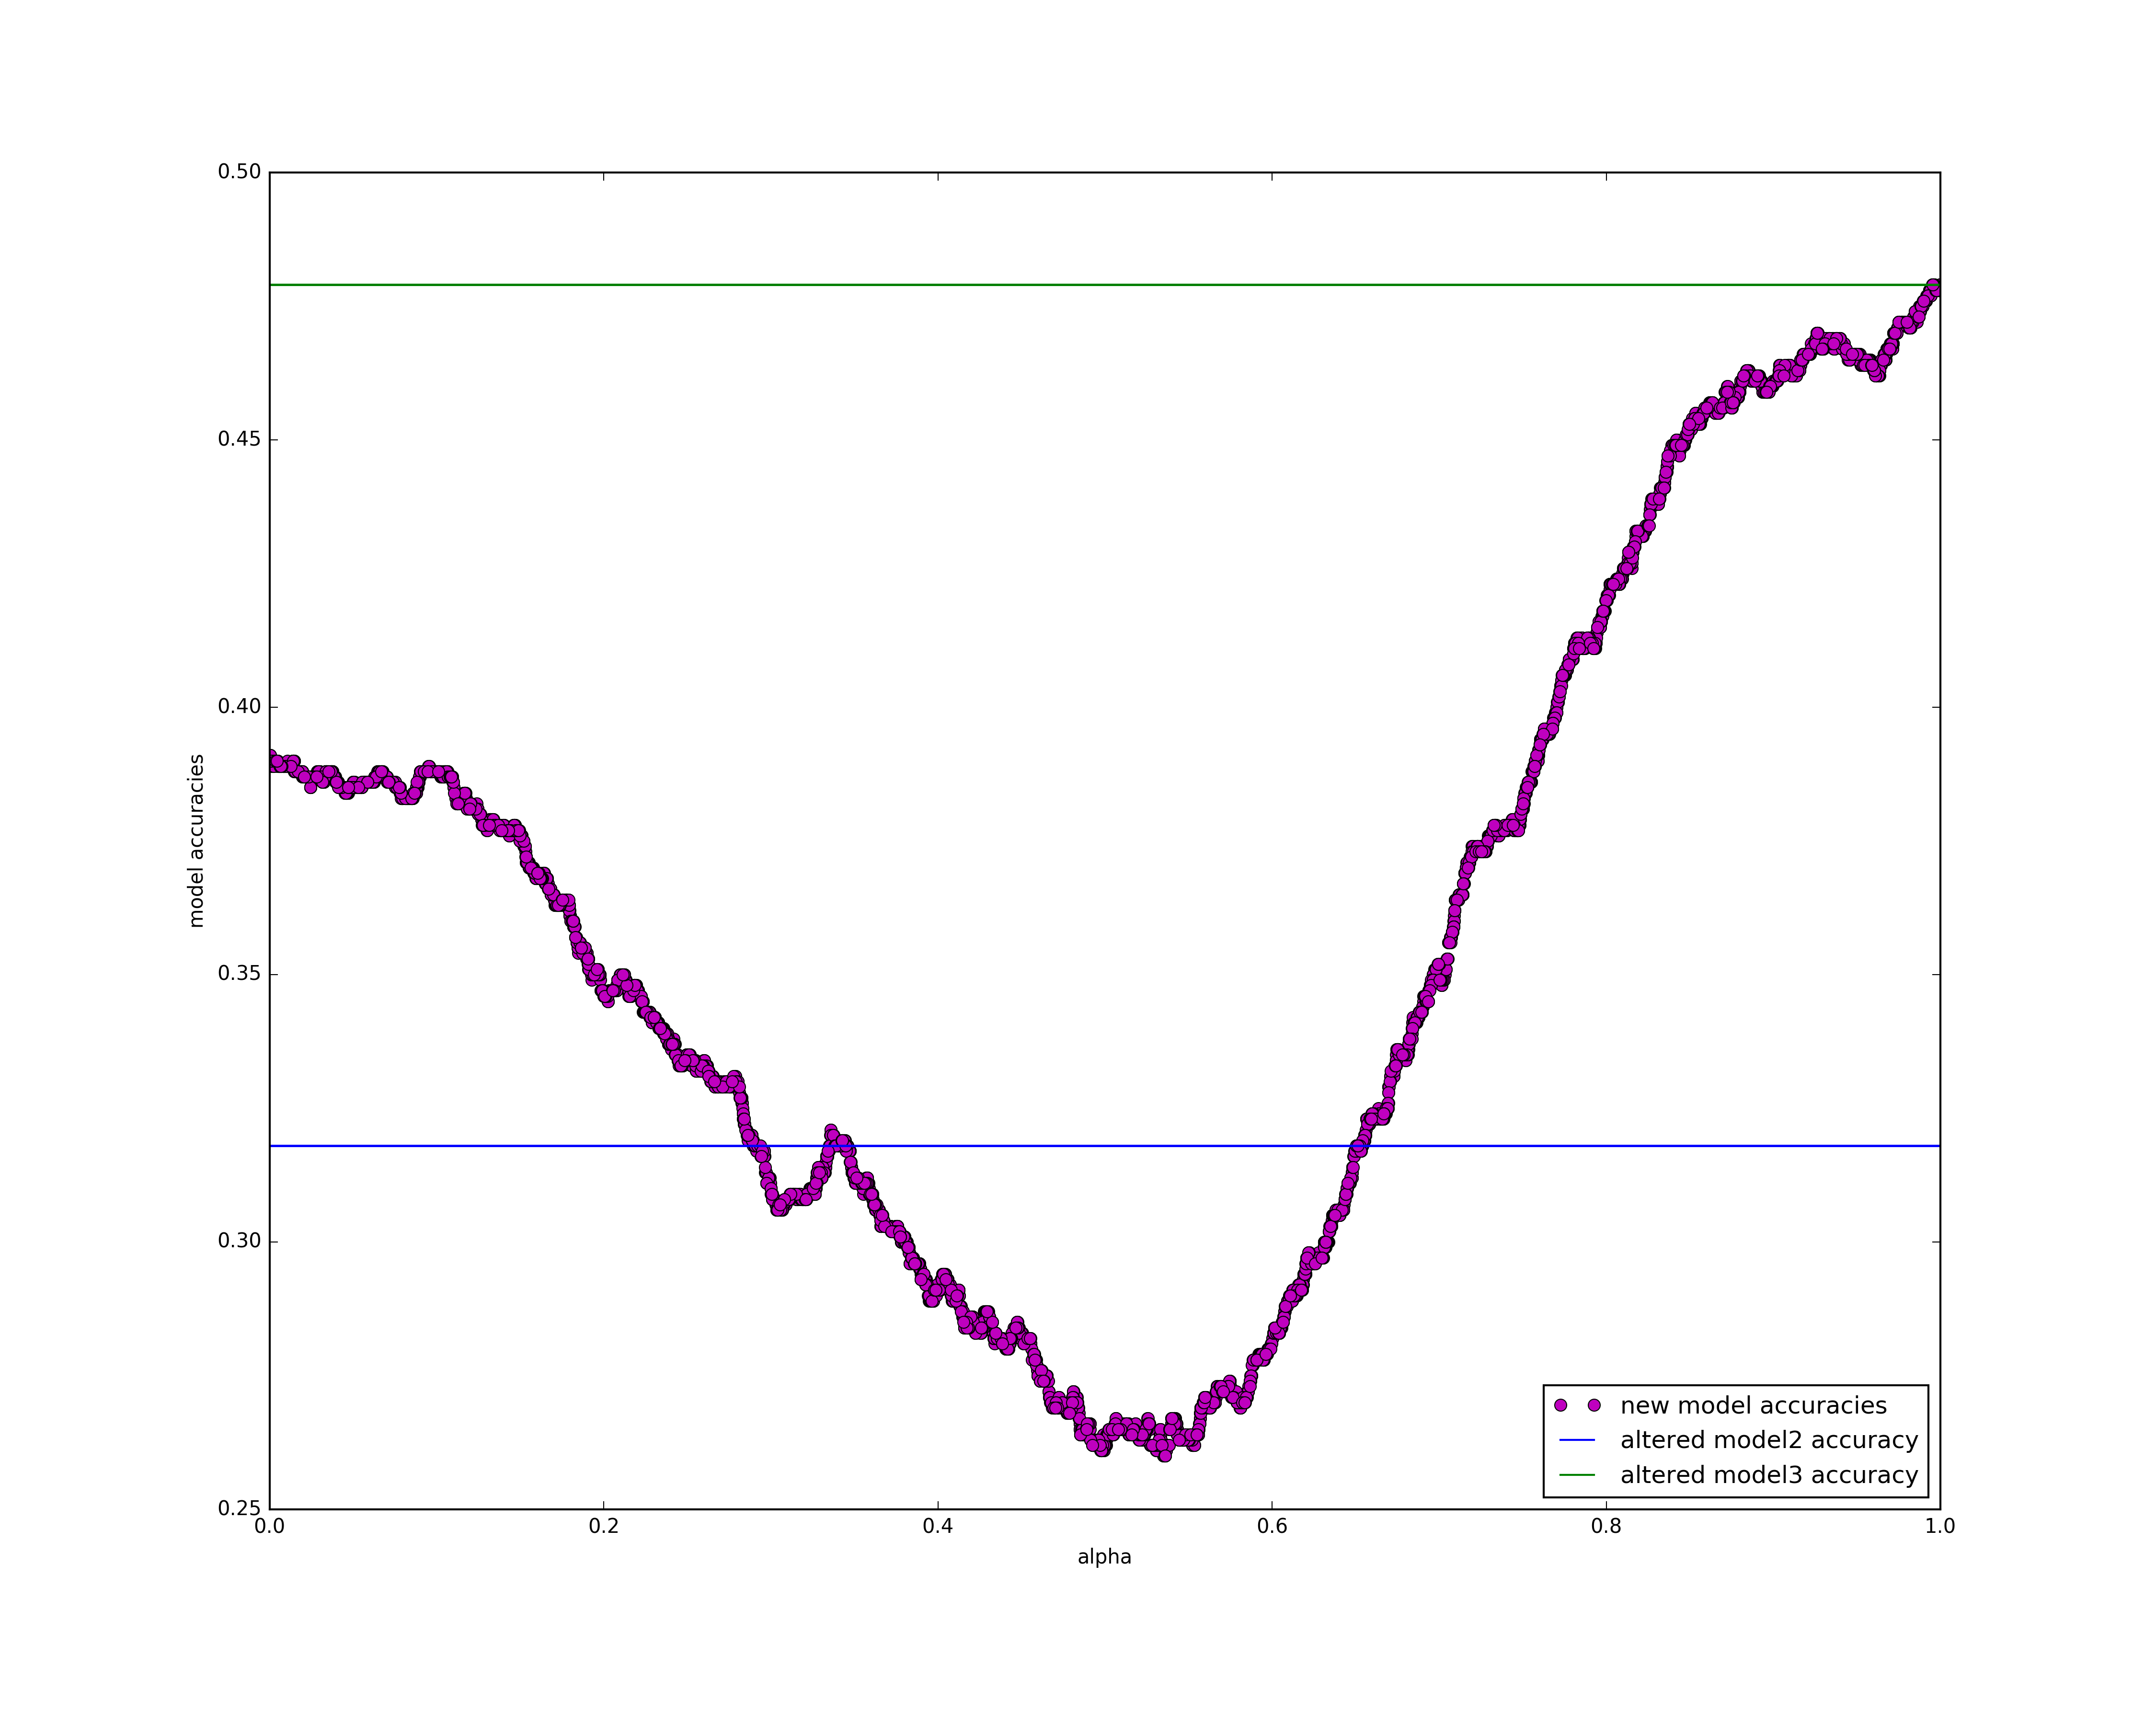 0.50
0.45
0.40
0.35
0.30
0.25
model accuracies
0.0 0.2 0.4 0.6 0.8 1.0
alpha
new model accuracies
altered model2 accuracy
altered model3 accuracy